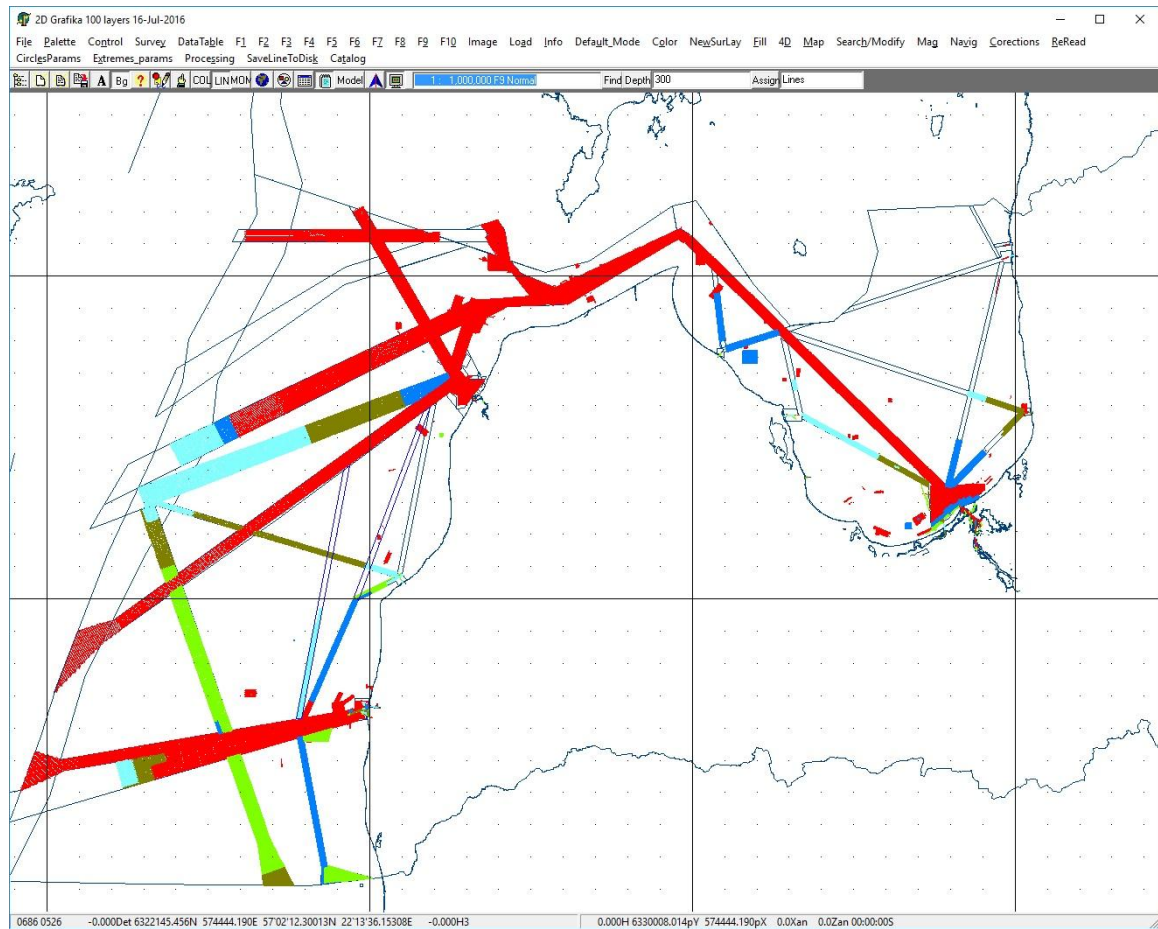 2D Grafika 100 layers 16-Jul-2016
File Palette Control Survey DataTable F1 F2 F3 F4 F5 F6 F7 F8 F9 F10 Image Load Info Default_Mode Color NewSurLay Fill 4D Map Search/Modify Mag Navig Corections ReRead
CirclesParams Extremes_params Processing SaveLineToDisk Catalog
A Bg ? COL LIN MON Model 1 : 1,000,000 F9 Normal Find Depth 300 Assign Lines
0686 0526 -0.000Det 6322145.456N 574444.190E 57°02'12.30013N 22°13'36.15308E -0.000H3 0.000H 6330008.014pY 574444.190pX 0.0Xan 0.0Zan 00:00:00S